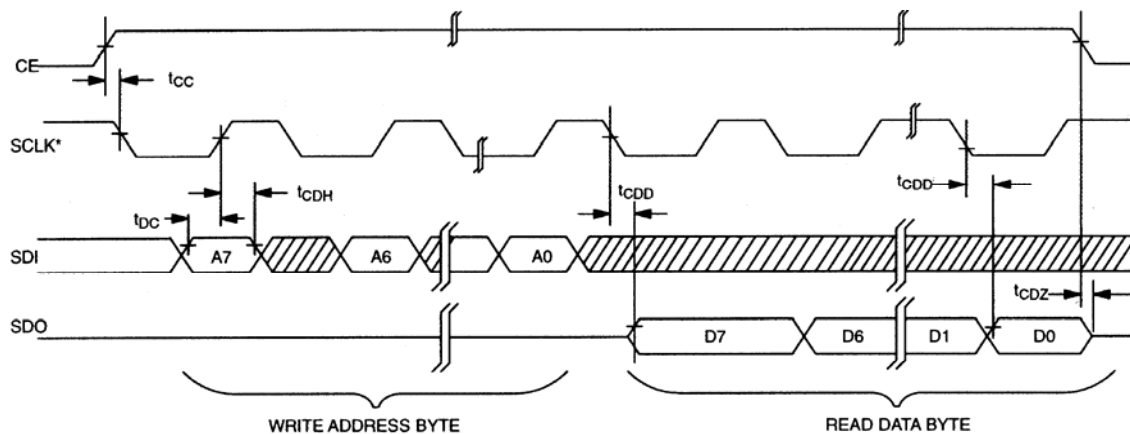 CE
tCC
SCLK*
tCDH
tCDD
tCDD
tDC
SDI
A7
A6
A0
tCDZ
SDO
D7
D6
D1
D0
WRITE ADDRESS BYTE
READ DATA BYTE